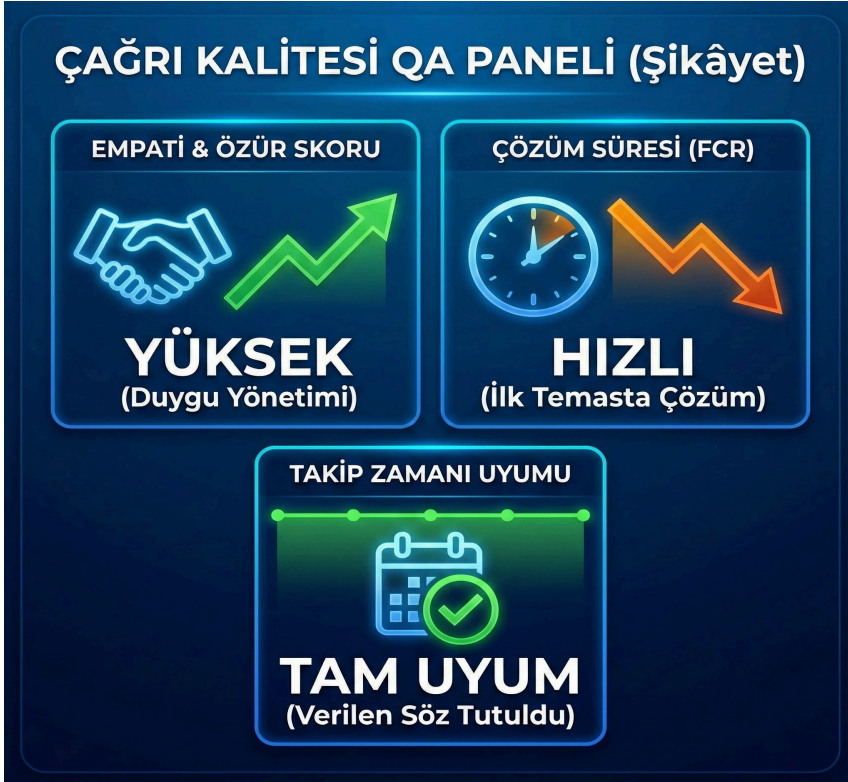 ÇAĞRI KALİTESİ QA PANELİ (Şikâyet)
EMPATİ & ÖZÜR SKORU
YÜKSEK
(Duygu Yönetimi)
ÇÖZÜM SÜRESİ (FCR)
HIZLI
(İlk Temasta Çözüm)
TAKİP ZAMANI UYUMU
TAM UYUM
(Verilen Söz Tutuldu)